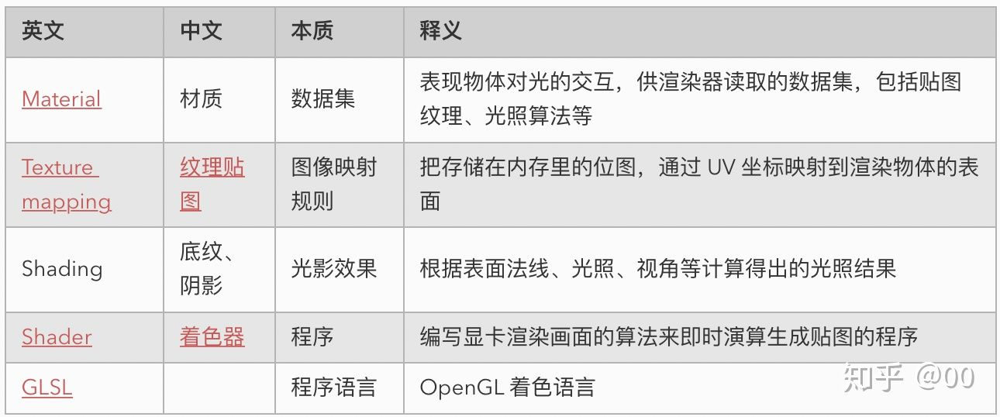 英文 中文 本质 释义
Material 材质 数据集 表现物体对光的交互，供渲染器读取的数据集，包括贴图
纹理、光照算法等
Texture 纹理贴 图像映射 把存储在内存里的位图，通过 UV 坐标映射到渲染物体的表
mapping 图 规则 面
Shading 底纹、
阴影 光影效果 根据表面法线、光照、视角等计算得出的光照结果
Shader 着色器 程序 编写显卡渲染画面的算法来即时演算生成贴图的程序
GLSL 程序语言 OpenGL 着色语言
知乎 @00